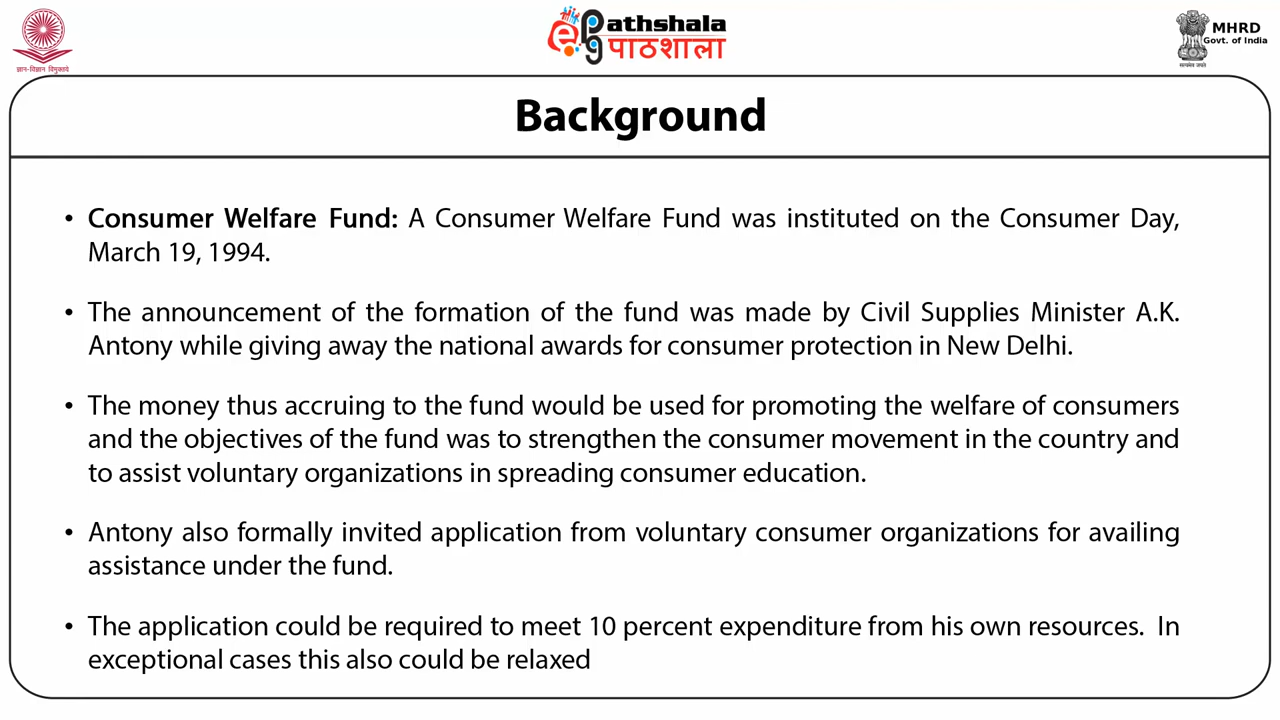 ज्ञान-विज्ञान विमुक्तये
epathshala
पाठशाला
MHRD
Govt. of India
सत्यमेव जयते
Background
• Consumer Welfare Fund: A Consumer Welfare Fund was instituted on the Consumer Day,
March 19, 1994.
• The announcement of the formation of the fund was made by Civil Supplies Minister A.K.
Antony while giving away the national awards for consumer protection in New Delhi.
• The money thus accruing to the fund would be used for promoting the welfare of consumers
and the objectives of the fund was to strengthen the consumer movement in the country and
to assist voluntary organizations in spreading consumer education.
• Antony also formally invited application from voluntary consumer organizations for availing
assistance under the fund.
• The application could be required to meet 10 percent expenditure from his own resources. In
exceptional cases this also could be relaxed